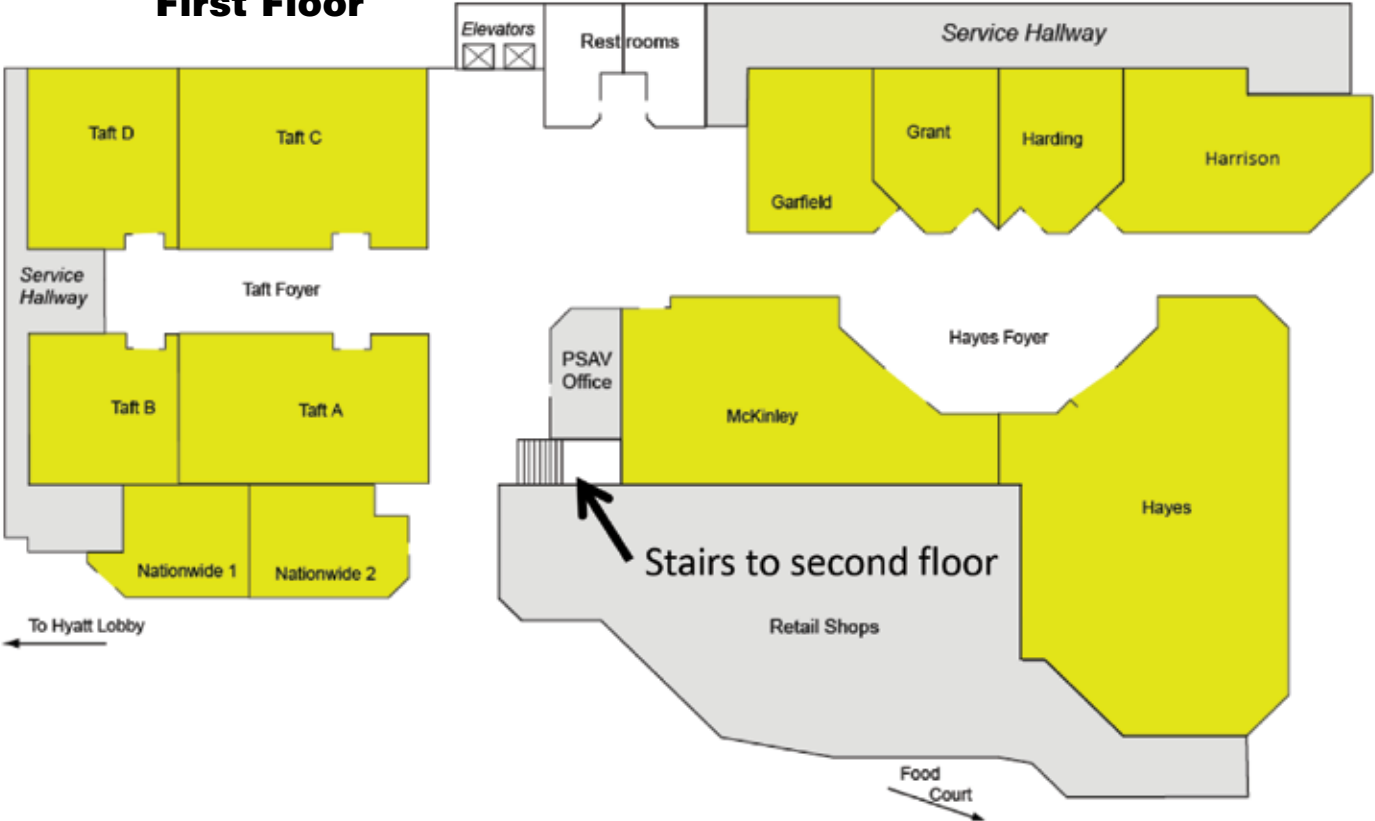 First Floor
Elevators
Restrooms
Service Hallway
Taft D
Taft C
Grant
Harding
Harrison
Garfield
Service
Hallway
Taft Foyer
Hayes Foyer
PSAV
Office
Taft B
Taft A
McKinley
Hayes
Stairs to second floor
Nationwide 1
Nationwide 2
To Hyatt Lobby
Retail Shops
Food
Court